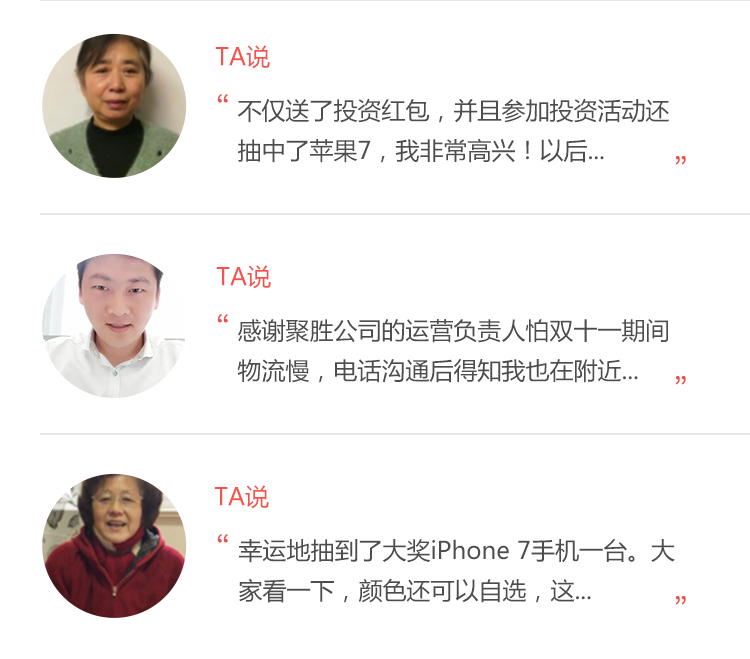 TA说
“ 不仅送了投资红包，并且参加投资活动还
抽中了苹果7，我非常高兴！以后... ”
TA说
“ 感谢聚胜公司的运营负责人怕双十一期间
物流慢，电话沟通后得知我也在附近... ”
TA说
“ 幸运地抽到了大奖iPhone 7手机一台。大
家看一下，颜色还可以自选，这... ”